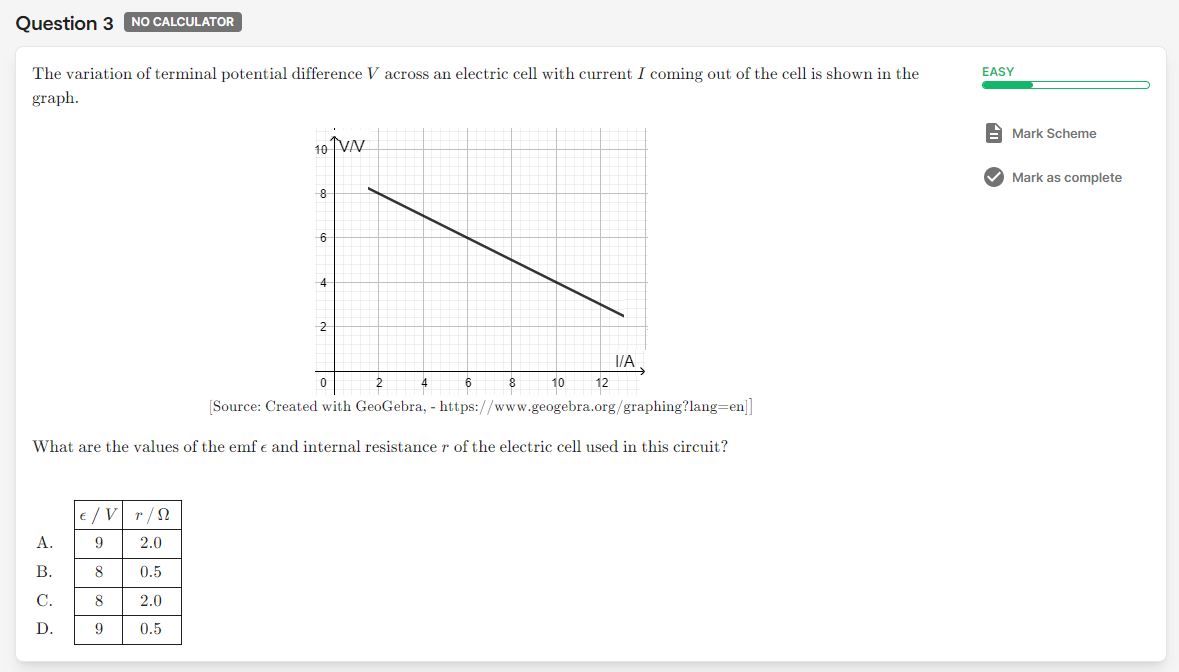 Question 3 NO CALCULATOR
The variation of terminal potential difference V across an electric cell with current I coming out of the cell is shown in the
graph.
EASY
Mark Scheme
Mark as complete
V/V
10
8
6
4
2
I/A
0 2 4 6 8 10 12
[Source: Created with GeoGebra, - https://www.geogebra.org/graphing?lang=en]]
What are the values of the emf ϵ and internal resistance r of the electric cell used in this circuit?
ϵ / V r / Ω
A. 9 2.0
B. 8 0.5
C. 8 2.0
D. 9 0.5